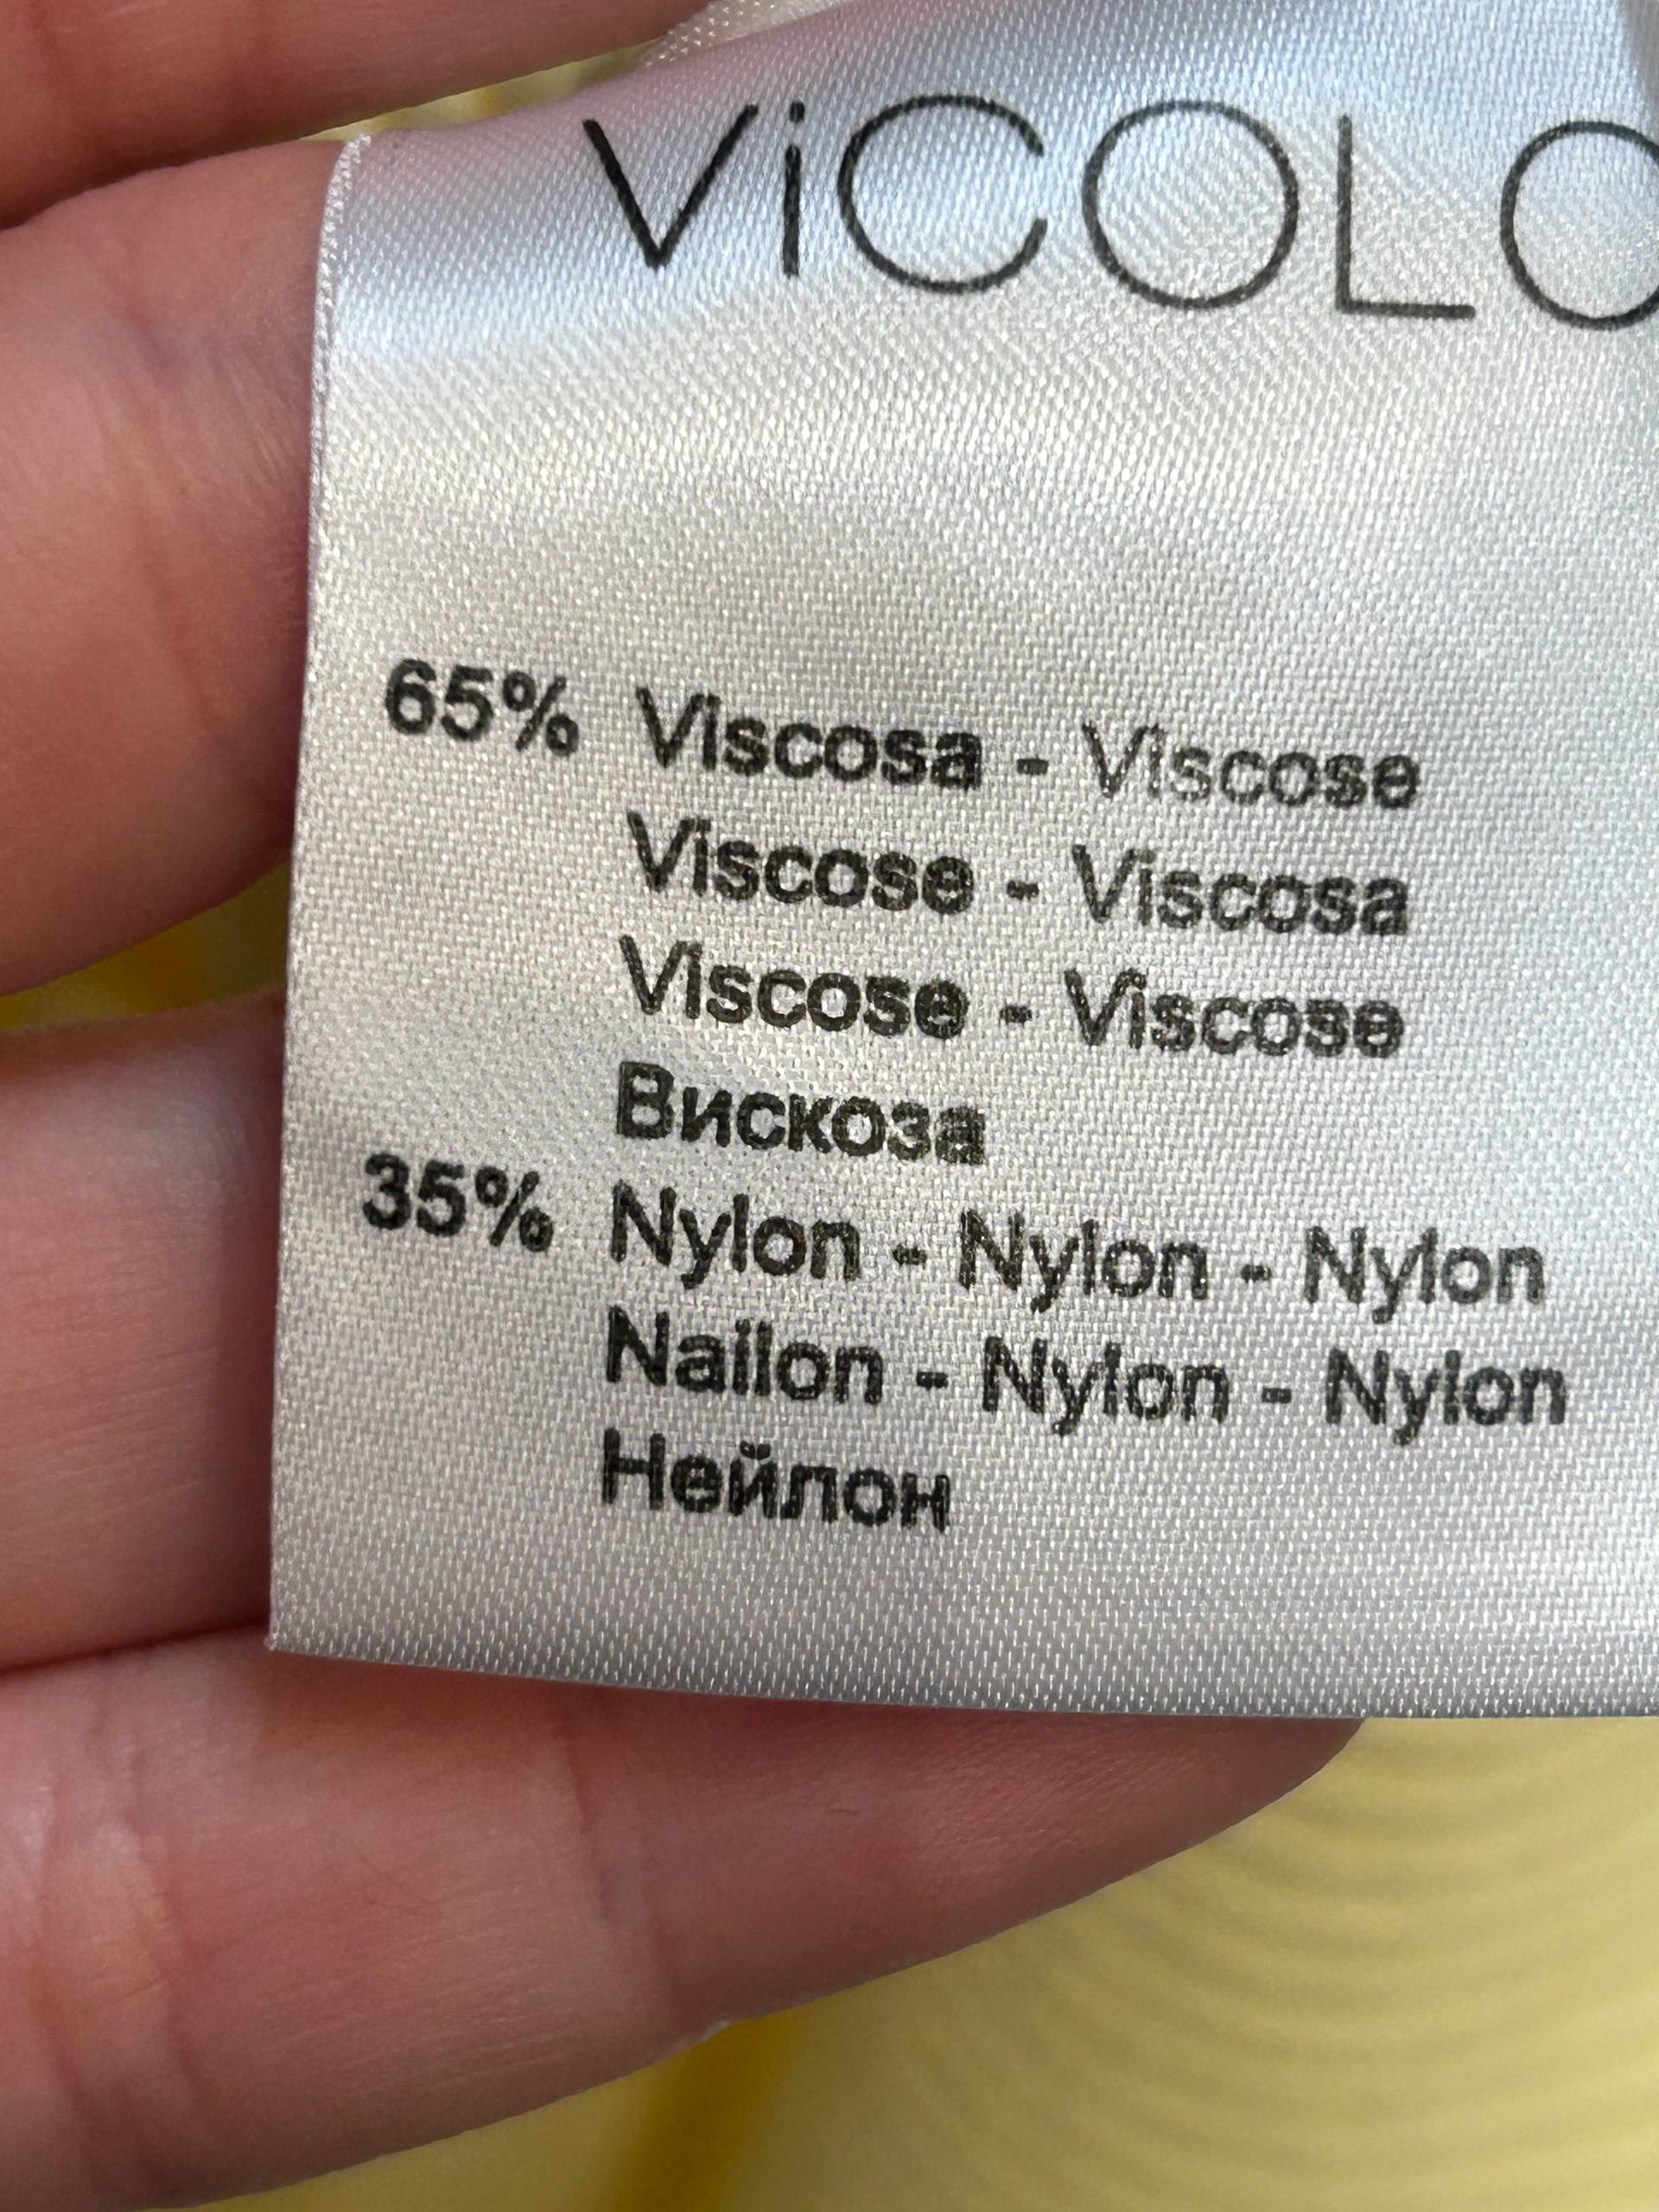 ViCOLO
65% Viscosa - Viscose
Viscose - Viscosa
Viscose - Viscose
Вискоза
35% Nylon - Nylon - Nylon
Nailon - Nylon - Nylon
Нейлон